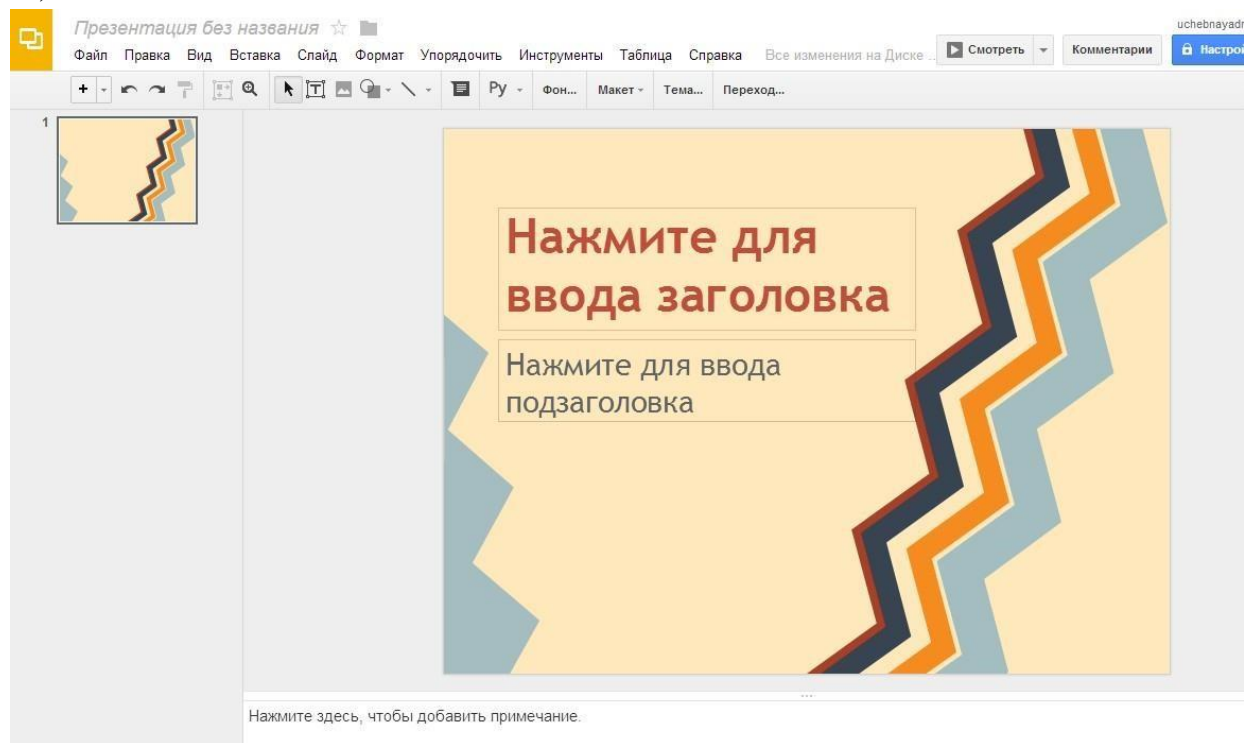 Презентация без названия
uchebnayadr
Файл Правка Вид Вставка Слайд Формат Упорядочить Инструменты Таблица Справка Все изменения на Диске ... Смотреть Комментарии Настрой
Ру Фон... Макет Тема... Переход...
1
Нажмите для
ввода заголовка
Нажмите для ввода
подзаголовка
Нажмите здесь, чтобы добавить примечание.